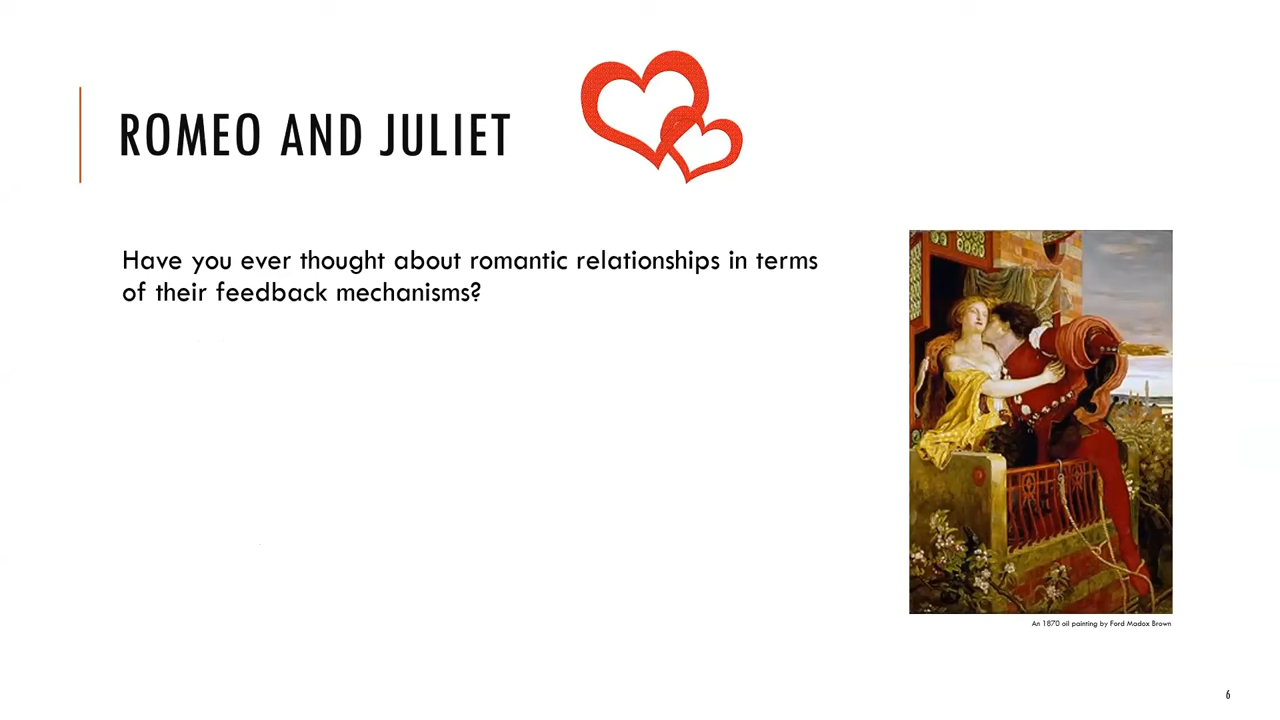 ROMEO AND JULIET
Have you ever thought about romantic relationships in terms
of their feedback mechanisms?
An 1870 oil painting by Ford Madox Brown
6